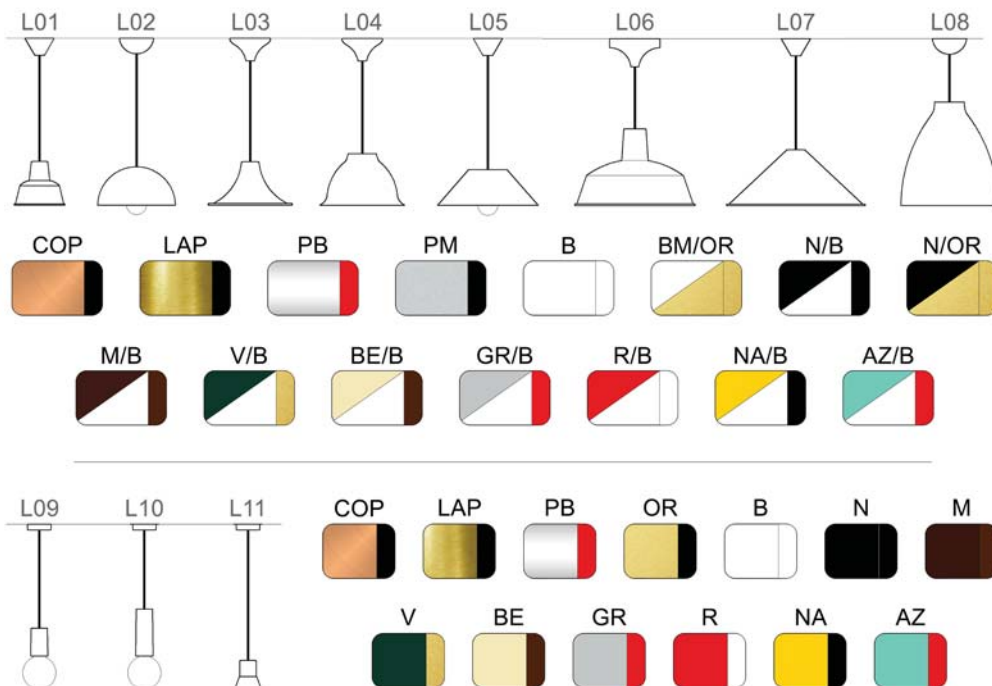 L01 L02 L03 L04 L05 L06 L07 L08
COP LAP PB PM B BM/OR N/B N/OR
M/B V/B BE/B GR/B R/B NA/B AZ/B
L09 L10 L11
COP LAP PB OR B N M
V BE GR R NA AZ